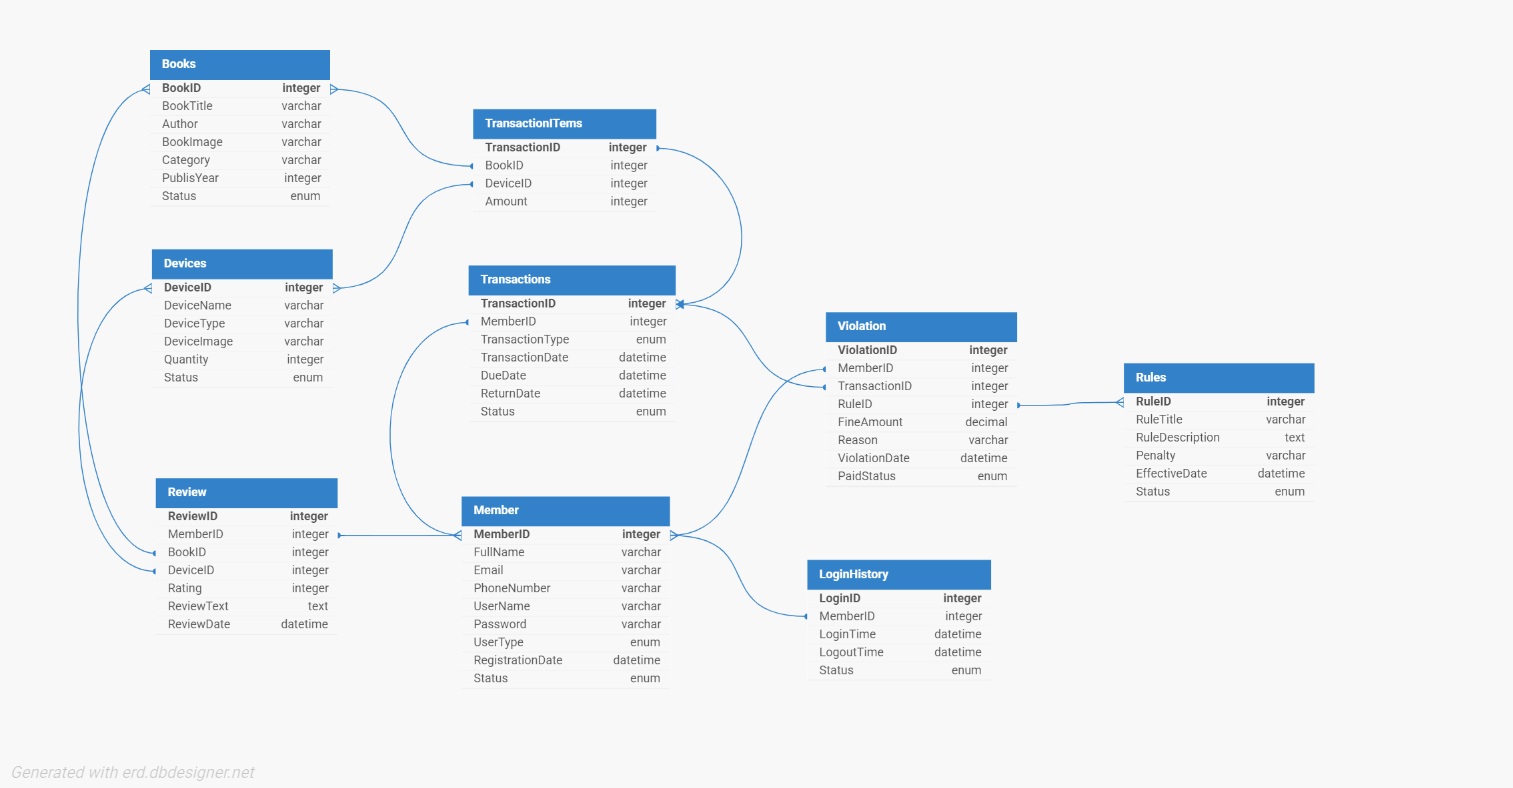 Books
BookID integer
BookTitle varchar
Author varchar
BookImage varchar
Category varchar
PublisYear integer
Status enum
TransactionITems
TransactionID integer
BookID integer
DeviceID integer
Amount integer
Devices
DeviceID integer
DeviceName varchar
DeviceType varchar
DeviceImage varchar
Quantity integer
Status enum
Transactions
TransactionID integer
MemberID integer
TransactionType enum
TransactionDate datetime
DueDate datetime
ReturnDate datetime
Status enum
Violation
ViolationID integer
MemberID integer
TransactionID integer
RuleID integer
FineAmount decimal
Reason varchar
ViolationDate datetime
PaidStatus enum
Rules
RuleID integer
RuleTitle varchar
RuleDescription text
Penalty varchar
EffectiveDate datetime
Status enum
Review
ReviewID integer
MemberID integer
BookID integer
DeviceID integer
Rating integer
ReviewText text
ReviewDate datetime
Member
MemberID integer
FullName varchar
Email varchar
PhoneNumber varchar
UserName varchar
Password varchar
UserType enum
RegistrationDate datetime
Status enum
LoginHistory
LoginID integer
MemberID integer
LoginTime datetime
LogoutTime datetime
Status enum
Generated with erd.dbdesigner.net